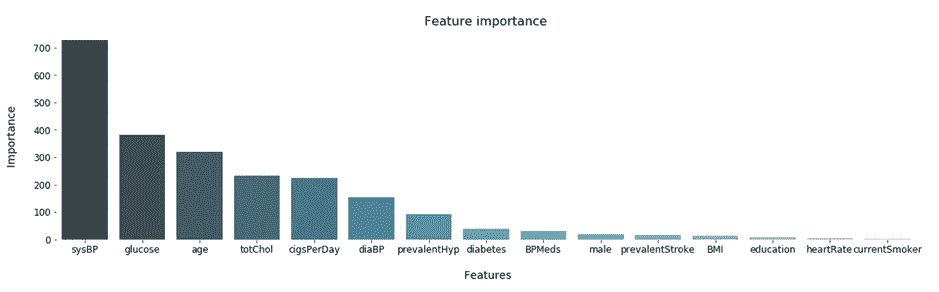 Feature importance
Importance
700
600
500
400
300
200
100
0
sysBP glucose age totChol cigsPerDay diaBP prevalentHyp diabetes BPMeds male prevalentStroke BMI education heartRate currentSmoker
Features